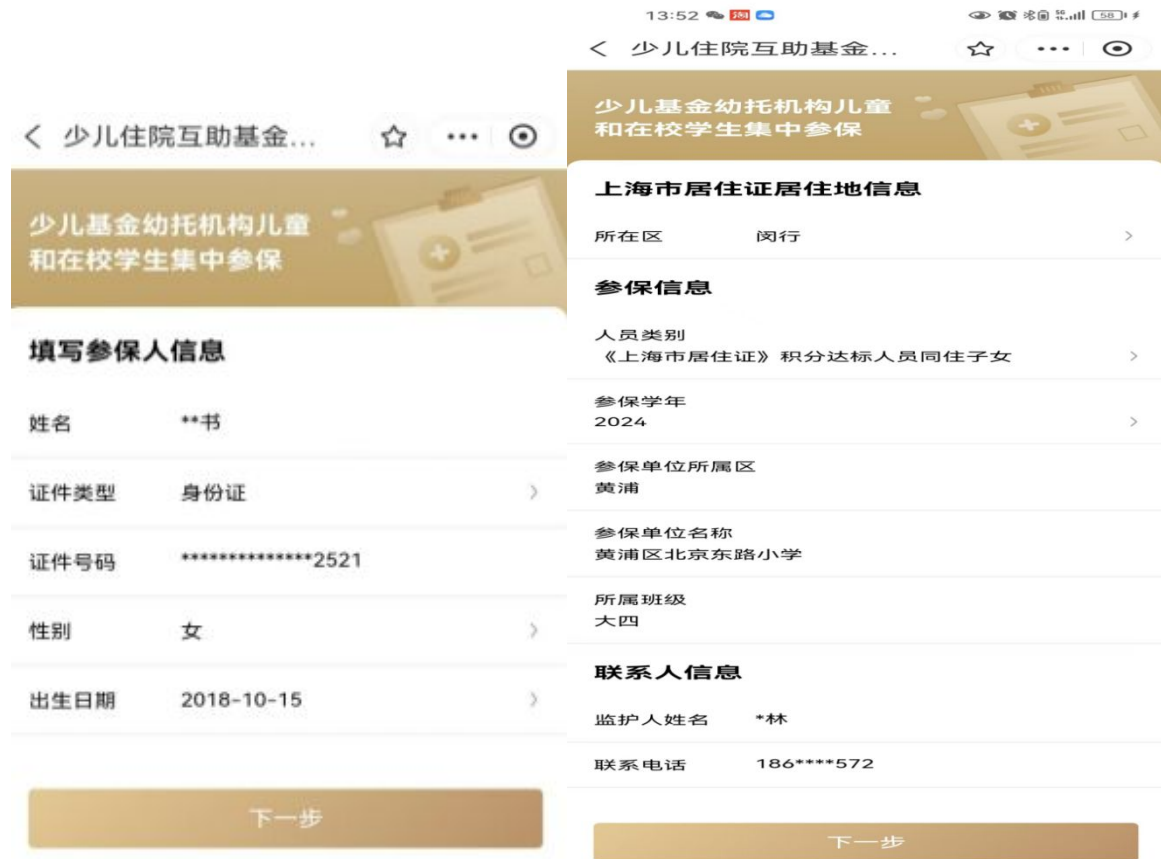 少儿住院互助基金...
少儿基金幼托机构儿童
和在校学生集中参保
填写参保人信息
姓名 **书
证件类型 身份证
证件号码 **************2521
性别 女
出生日期 2018-10-15
下一步
13:52 58
少儿住院互助基金...
少儿基金幼托机构儿童
和在校学生集中参保
上海市居住证居住地信息
所在区 闵行
参保信息
人员类别
《上海市居住证》积分达标人员同住子女
参保学年
2024
参保单位所属区
黄浦
参保单位名称
黄浦区北京东路小学
所属班级
大四
联系人信息
监护人姓名 *林
联系电话 186****572
下一步